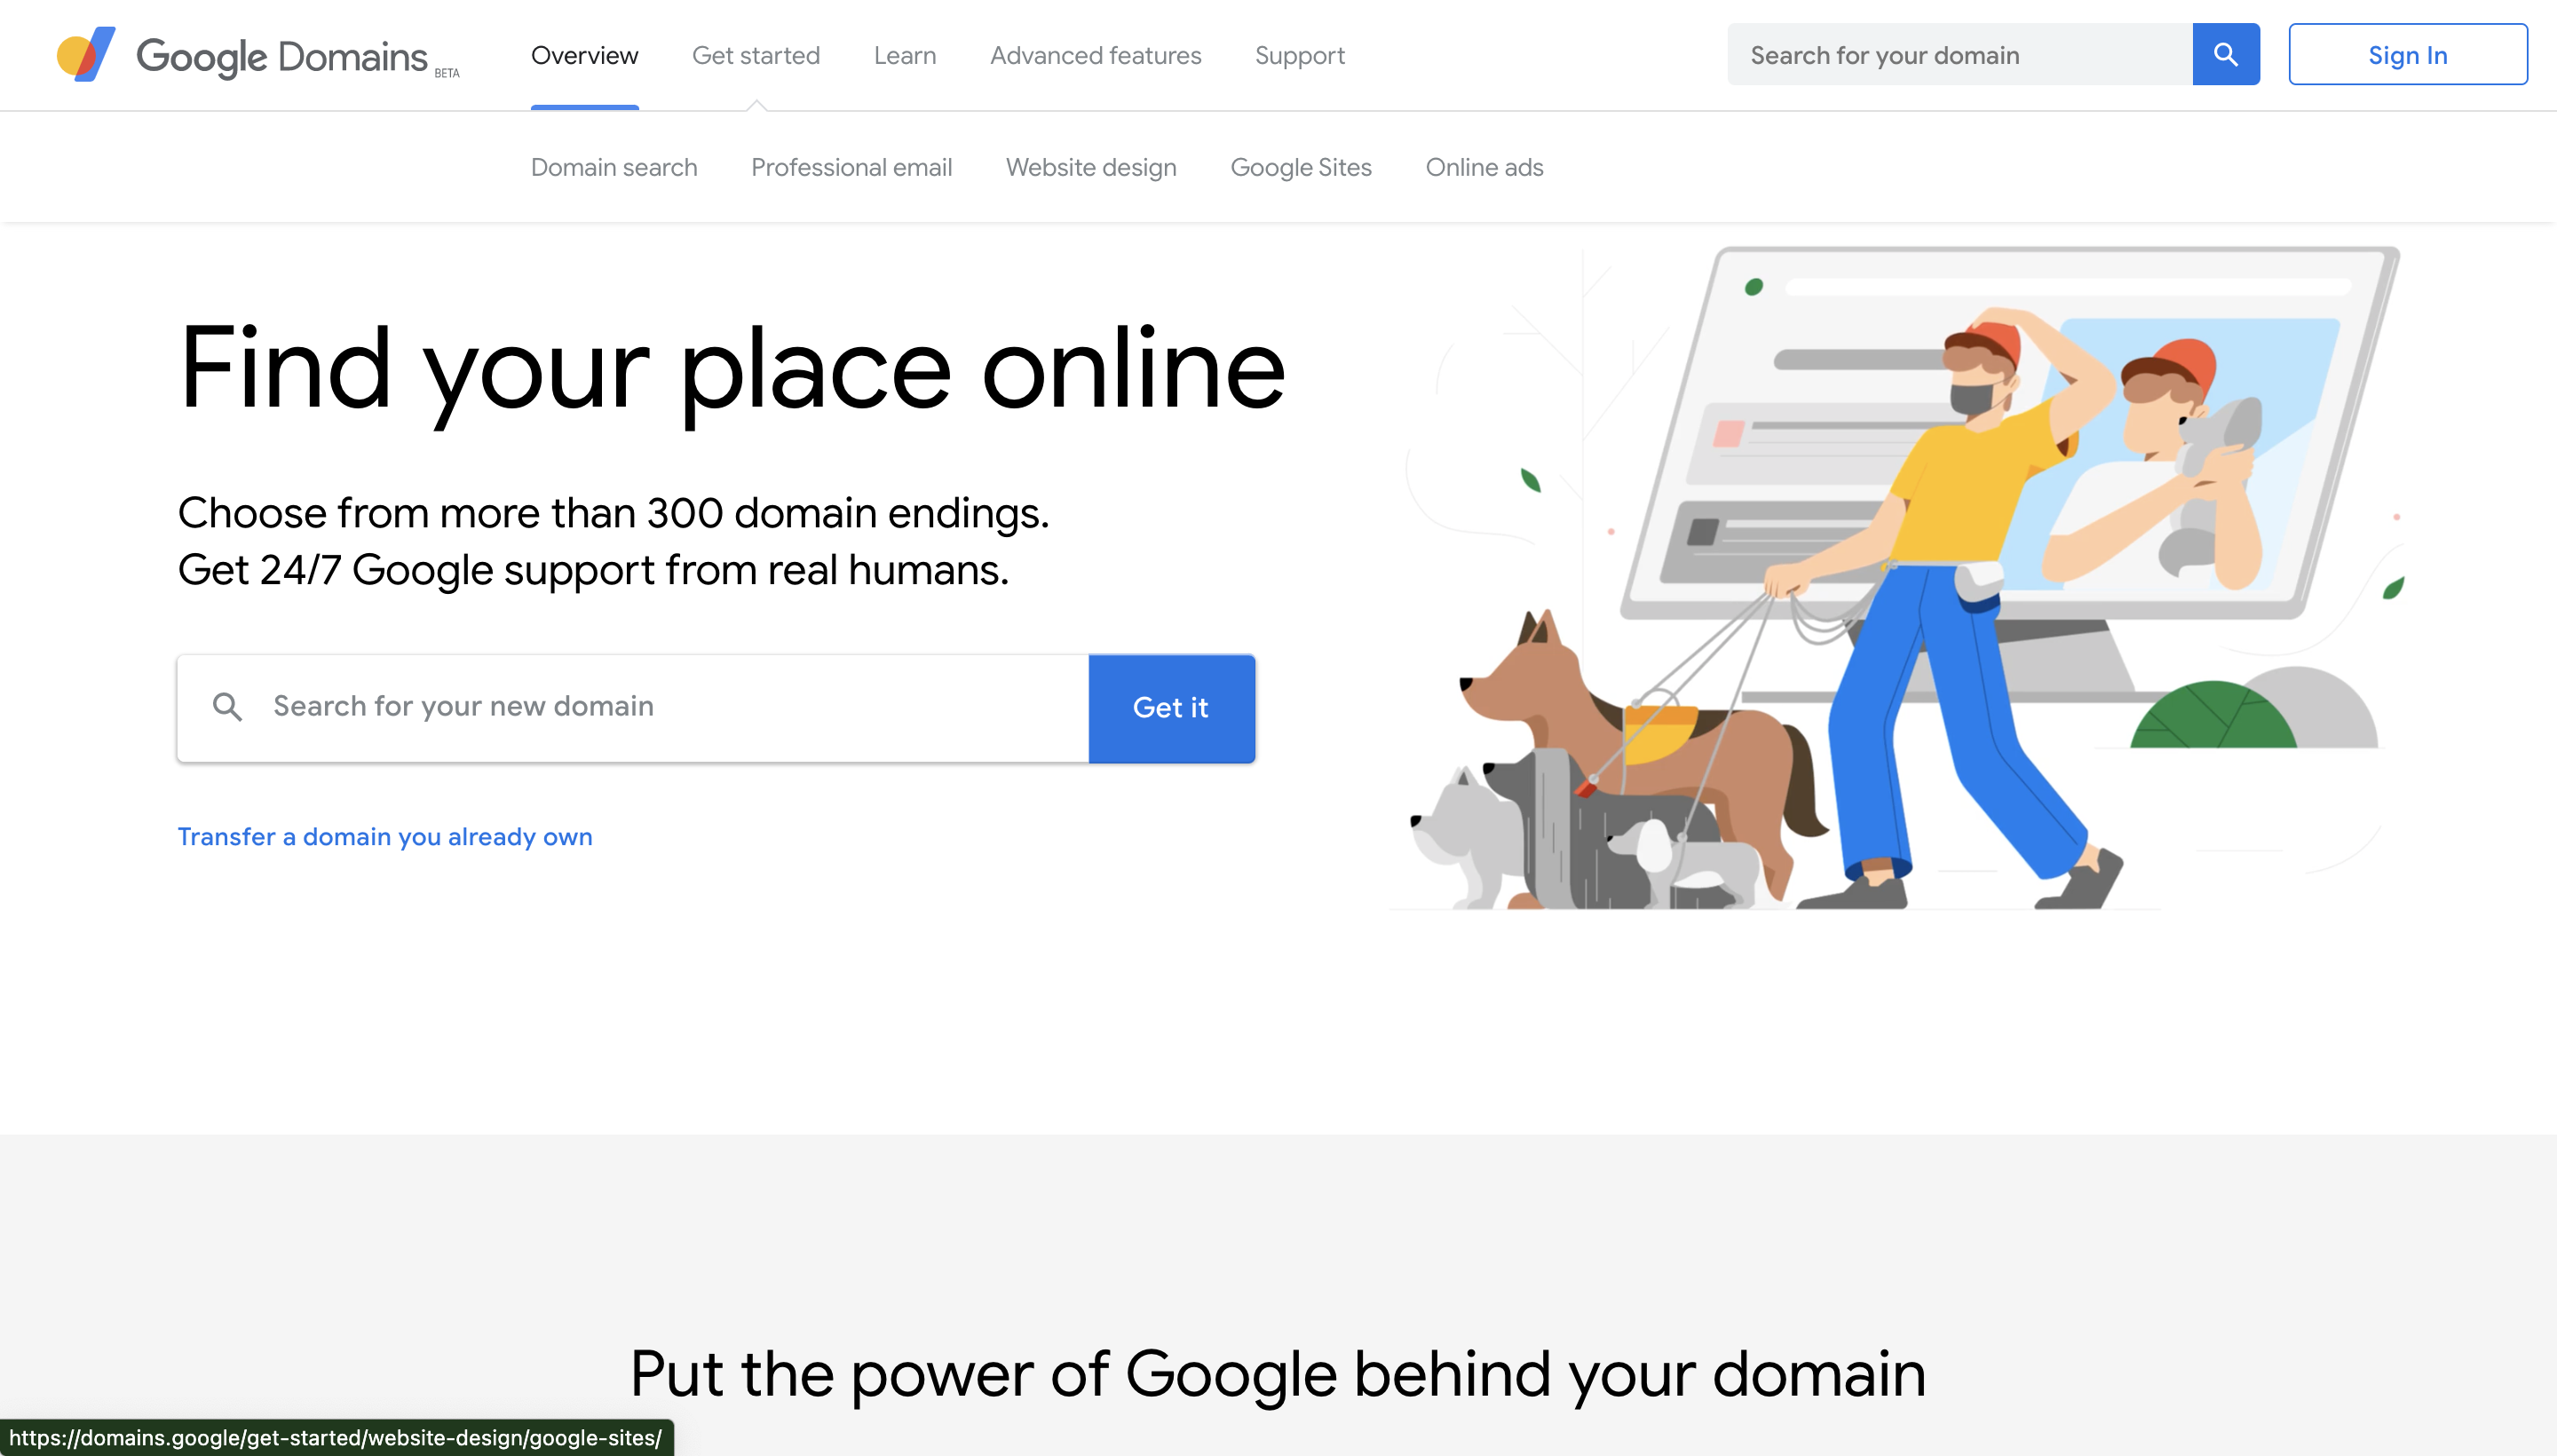 Google Domains BETA
Overview Get started Learn Advanced features Support
Search for your domain
Sign In
Domain search Professional email Website design Google Sites Online ads
Find your place online
Choose from more than 300 domain endings.
Get 24/7 Google support from real humans.
Search for your new domain
Get it
Transfer a domain you already own
Put the power of Google behind your domain
https://domains.google/get-started/website-design/google-sites/